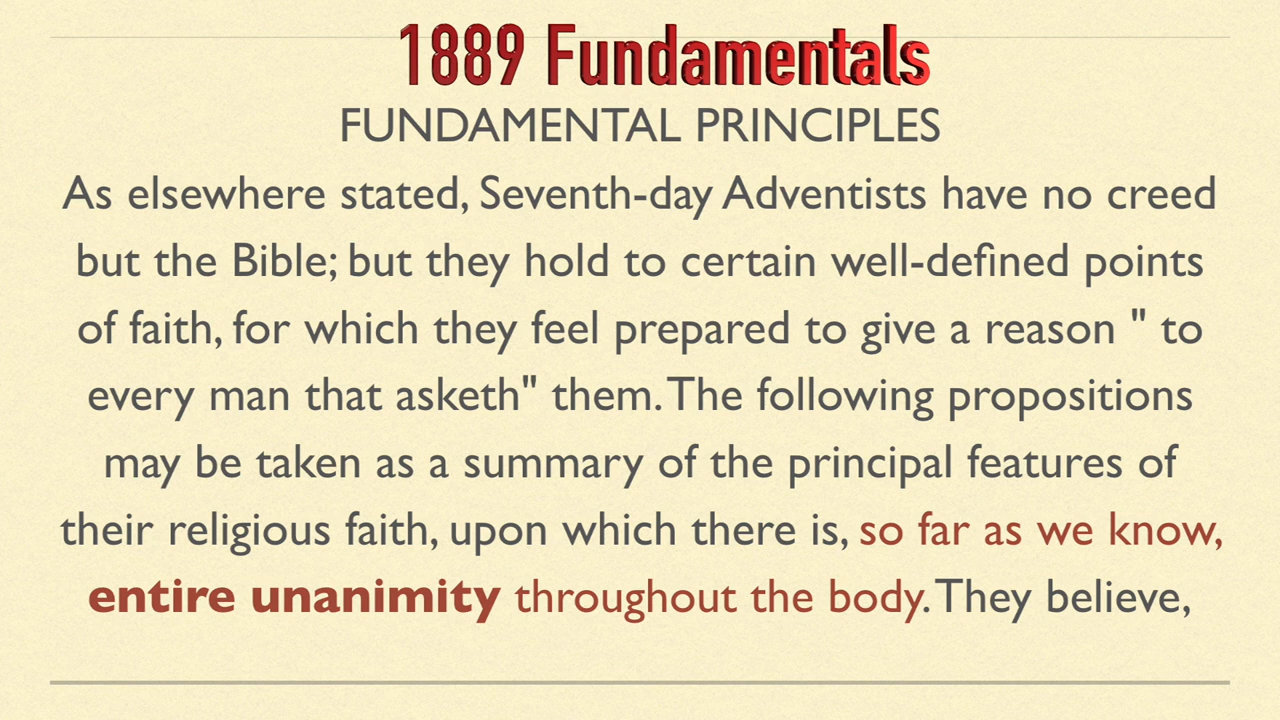 1889 Fundamentals
FUNDAMENTAL PRINCIPLES
As elsewhere stated, Seventh-day Adventists have no creed
but the Bible; but they hold to certain well-defined points
of faith, for which they feel prepared to give a reason " to
every man that asketh" them. The following propositions
may be taken as a summary of the principal features of
their religious faith, upon which there is, so far as we know,
entire unanimity throughout the body. They believe,